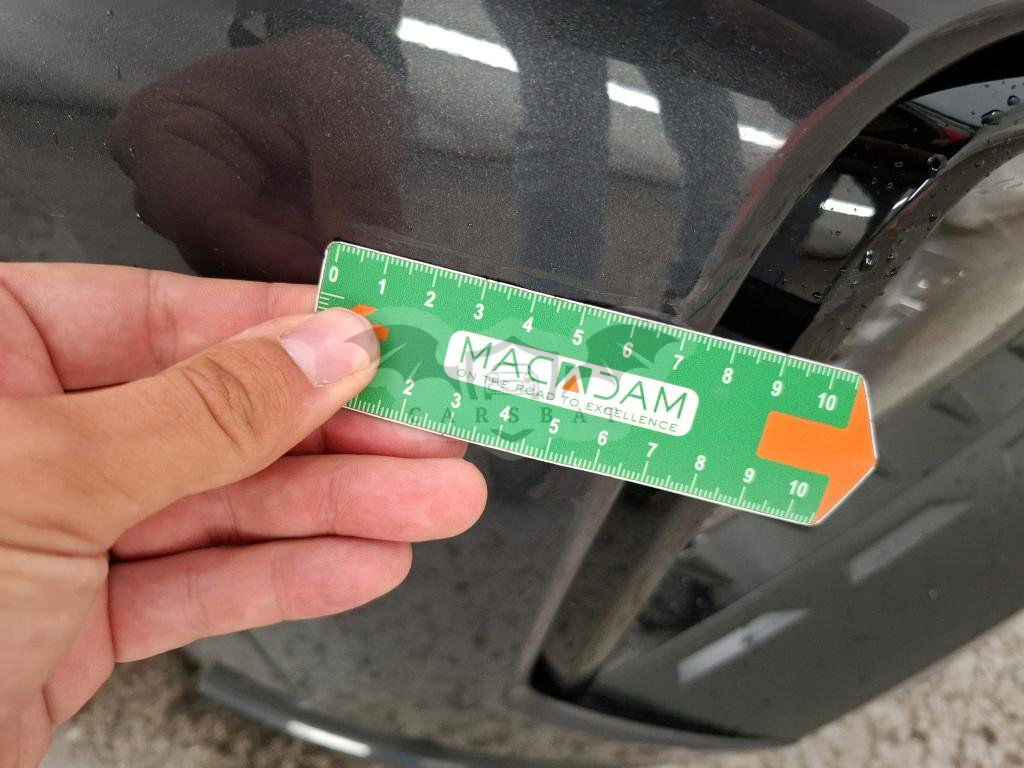 0 1 2 3 4 5 6 7 8 9 10
MACADAM
ON THE ROAD TO EXCELLENCE
CARSBAT
2 3 4 5 6 7 8 9 10